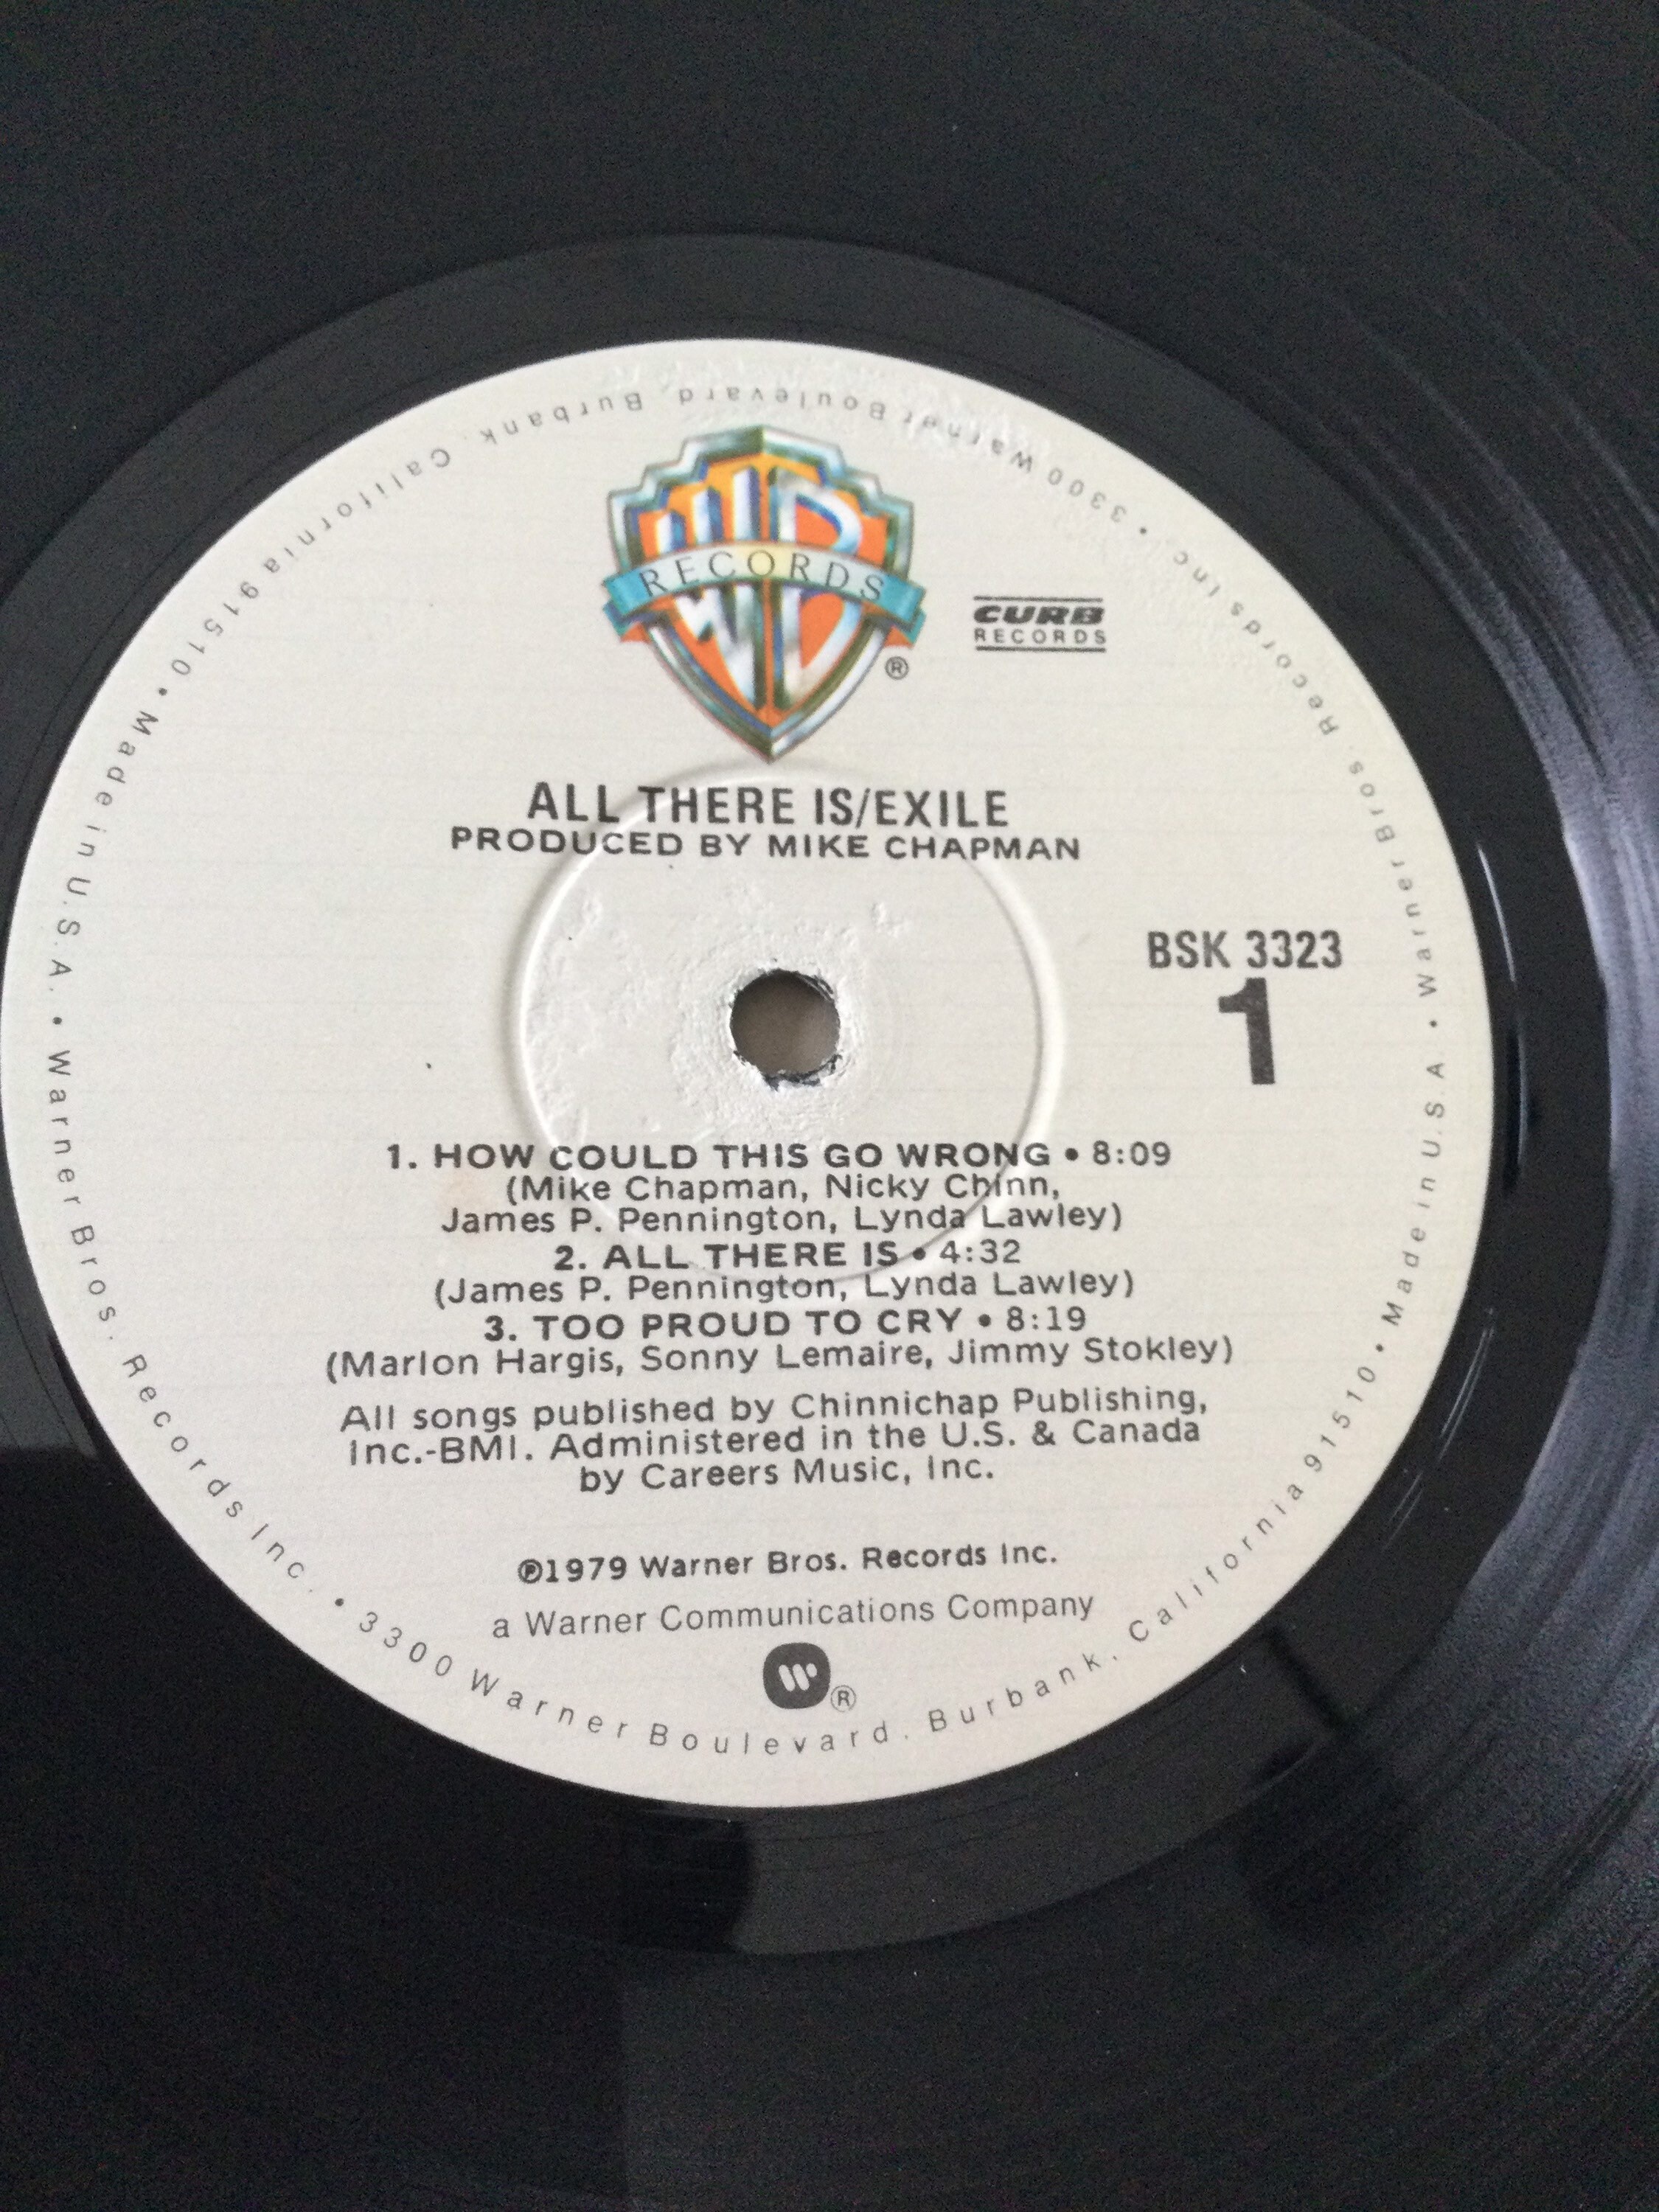 WB
RECORDS
®
CURB
RECORDS
ALL THERE IS/EXILE
PRODUCED BY MIKE CHAPMAN
BSK 3323
1
1. HOW COULD THIS GO WRONG • 8:09
(Mike Chapman, Nicky Chinn,
James P. Pennington, Lynda Lawley)
2. ALL THERE IS • 4:32
(James P. Pennington, Lynda Lawley)
3. TOO PROUD TO CRY • 8:19
(Marlon Hargis, Sonny Lemaire, Jimmy Stokley)
All songs published by Chinnichap Publishing,
Inc.-BMI. Administered in the U.S. & Canada
by Careers Music, Inc.
℗1979 Warner Bros. Records Inc.
a Warner Communications Company
W ®
Warner Bros. Records Inc. • 3300 Warner Boulevard, Burbank, California 91510 • Made in U.S.A. • Warner Bros. Records Inc. • 3300 Warner Boulevard, Burbank, California 91510 • Made in U.S.A •